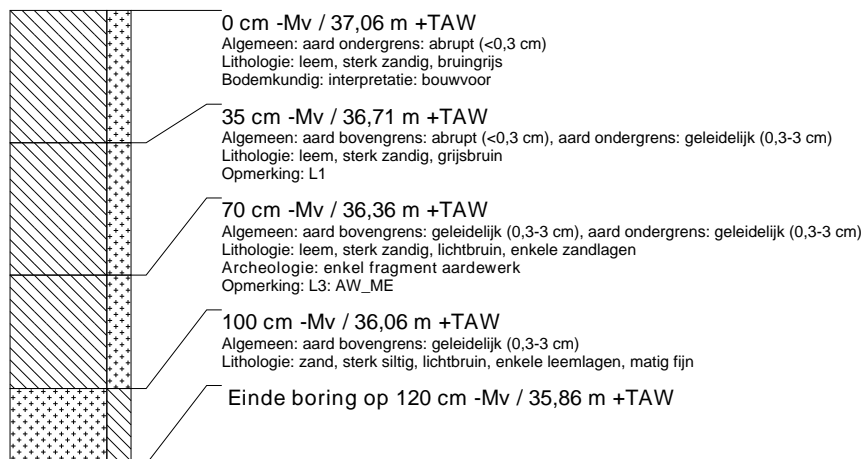 0 cm -Mv / 37,06 m +TAW
Algemeen: aard ondergrens: abrupt (<0,3 cm)
Lithologie: leem, sterk zandig, bruingrijs
Bodemkundig: interpretatie: bouwvoor
35 cm -Mv / 36,71 m +TAW
Algemeen: aard bovengrens: abrupt (<0,3 cm), aard ondergrens: geleidelijk (0,3-3 cm)
Lithologie: leem, sterk zandig, grijsbruin
Opmerking: L1
70 cm -Mv / 36,36 m +TAW
Algemeen: aard bovengrens: geleidelijk (0,3-3 cm), aard ondergrens: geleidelijk (0,3-3 cm)
Lithologie: leem, sterk zandig, lichtbruin, enkele zandlagen
Archeologie: enkel fragment aardewerk
Opmerking: L3: AW_ME
100 cm -Mv / 36,06 m +TAW
Algemeen: aard bovengrens: geleidelijk (0,3-3 cm)
Lithologie: zand, sterk siltig, lichtbruin, enkele leemlagen, matig fijn
Einde boring op 120 cm -Mv / 35,86 m +TAW